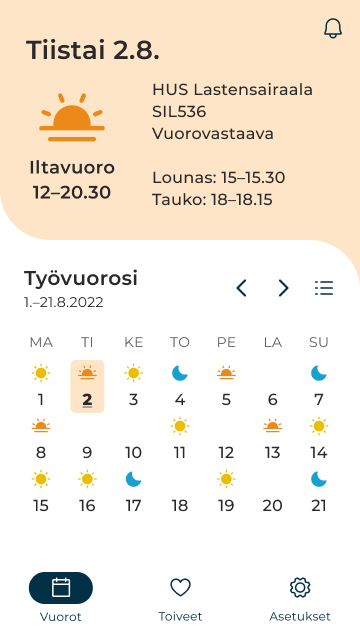 Tiistai 2.8.
HUS Lastensairaala
SIL536
Vuorovastaava
Iltavuoro
12–20.30
Lounas: 15–15.30
Tauko: 18–18.15
Työvuorosi
1.–21.8.2022
MA TI KE TO PE LA SU
1 2 3 4 5 6 7
8 9 10 11 12 13 14
15 16 17 18 19 20 21
Vuorot Toiveet Asetukset